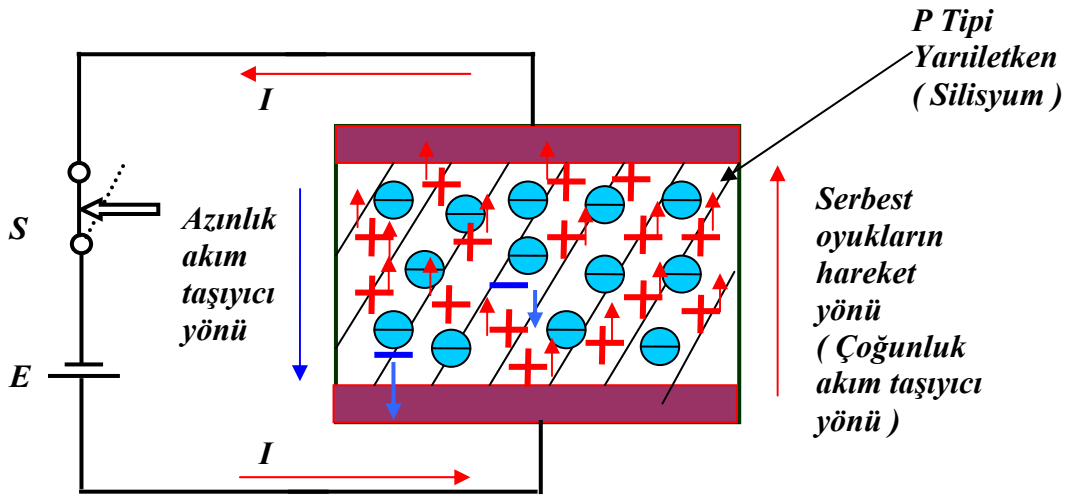 P Tipi
Yarıiletken
( Silisyum )
I
S
Azınlık
akım
taşıyıcı
yönü
E
I
Serbest
oyukların
hareket
yönü
( Çoğunluk
akım taşıyıcı
yönü )